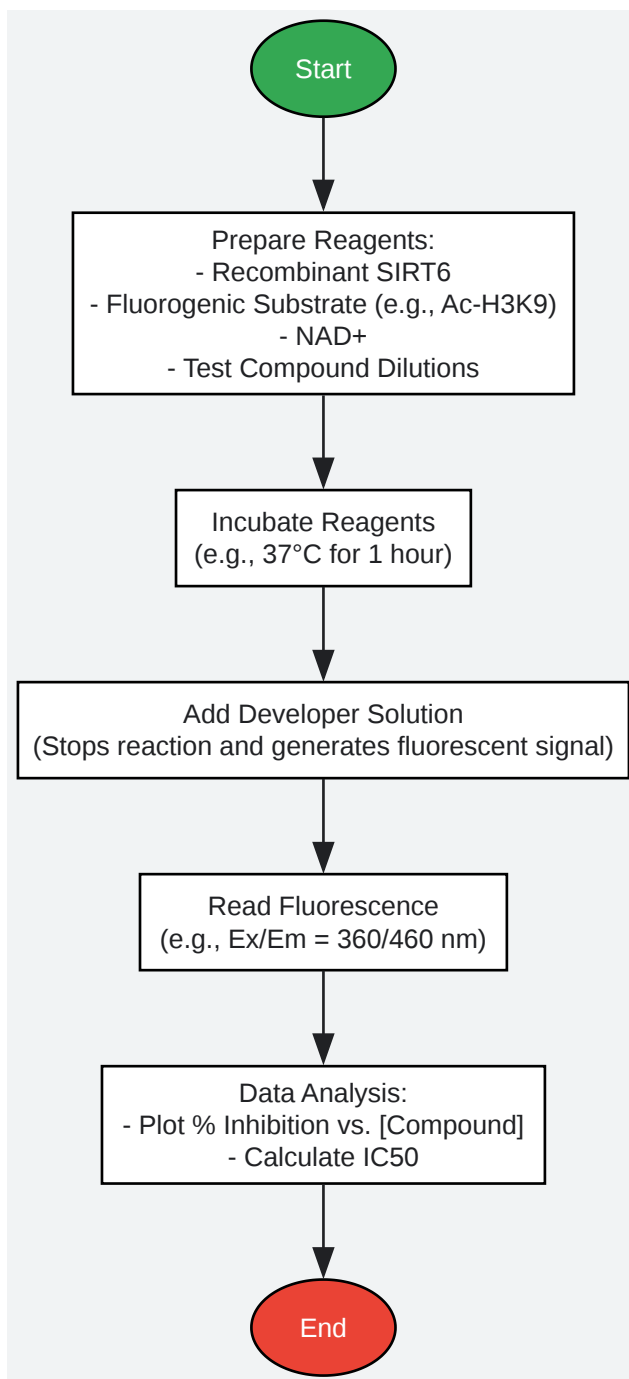 Start
Prepare Reagents:
- Recombinant SIRT6
- Fluorogenic Substrate (e.g., Ac-H3K9)
- NAD+
- Test Compound Dilutions
Incubate Reagents
(e.g., 37°C for 1 hour)
Add Developer Solution
(Stops reaction and generates fluorescent signal)
Read Fluorescence
(e.g., Ex/Em = 360/460 nm)
Data Analysis:
- Plot % Inhibition vs. [Compound]
- Calculate IC50
End